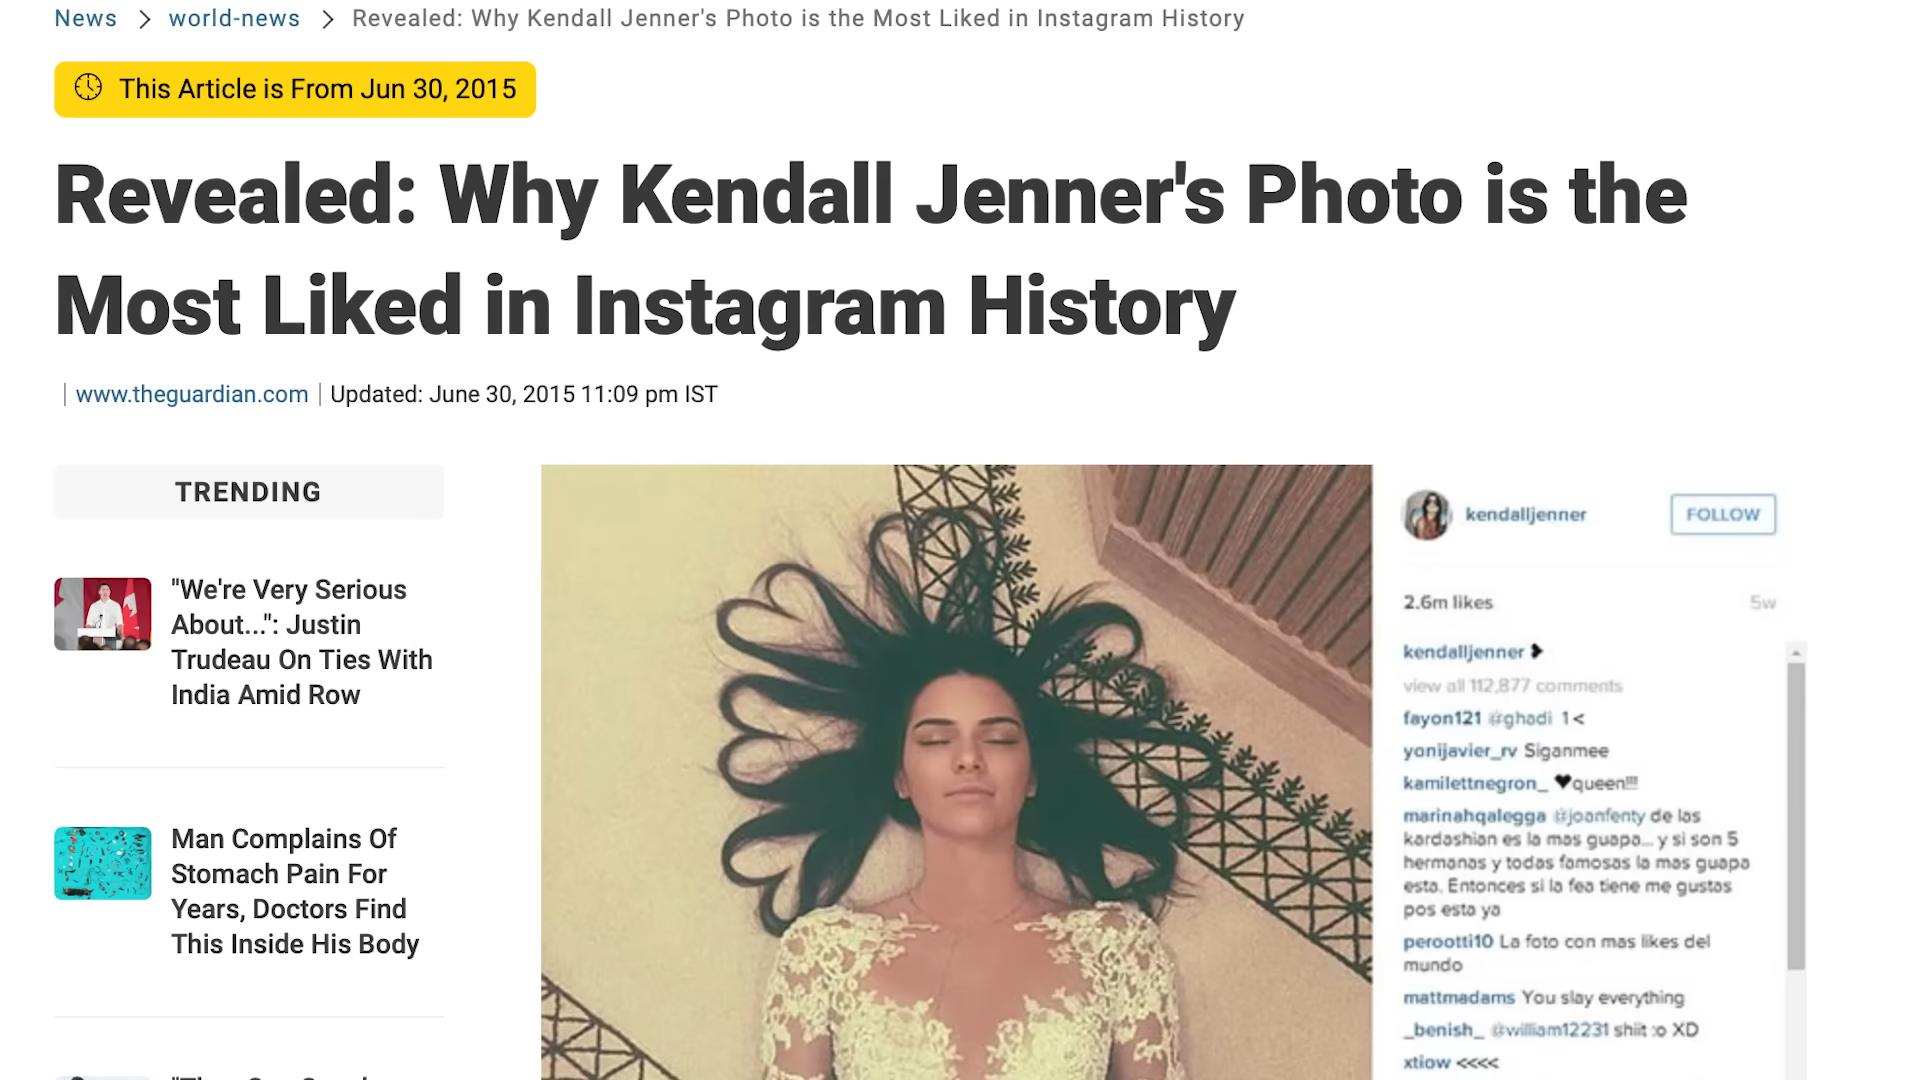 News > world-news > Revealed: Why Kendall Jenner's Photo is the Most Liked in Instagram History
This Article is From Jun 30, 2015
Revealed: Why Kendall Jenner's Photo is the
Most Liked in Instagram History
| www.theguardian.com | Updated: June 30, 2015 11:09 pm IST
TRENDING
"We're Very Serious
About...": Justin
Trudeau On Ties With
India Amid Row
Man Complains Of
Stomach Pain For
Years, Doctors Find
This Inside His Body
kendalljenner
FOLLOW
2.6m likes 5w
kendalljenner
view all 112,877 comments
fayon121 @ghadi 1<
yonijavier_rv Siganmee
kamilettnegron_ ♥queen!!!
marinahqalegga @joanfenty de las
kardashian es la mas guapa... y si son 5
hermanas y todas famosas la mas guapa
esta. Entonces si la fea tiene me gustas
pos esta ya
perootti10 La foto con mas likes del
mundo
mattmadams You slay everything
_benish_ @william12231 shiit :o XD
xtiow <<<<